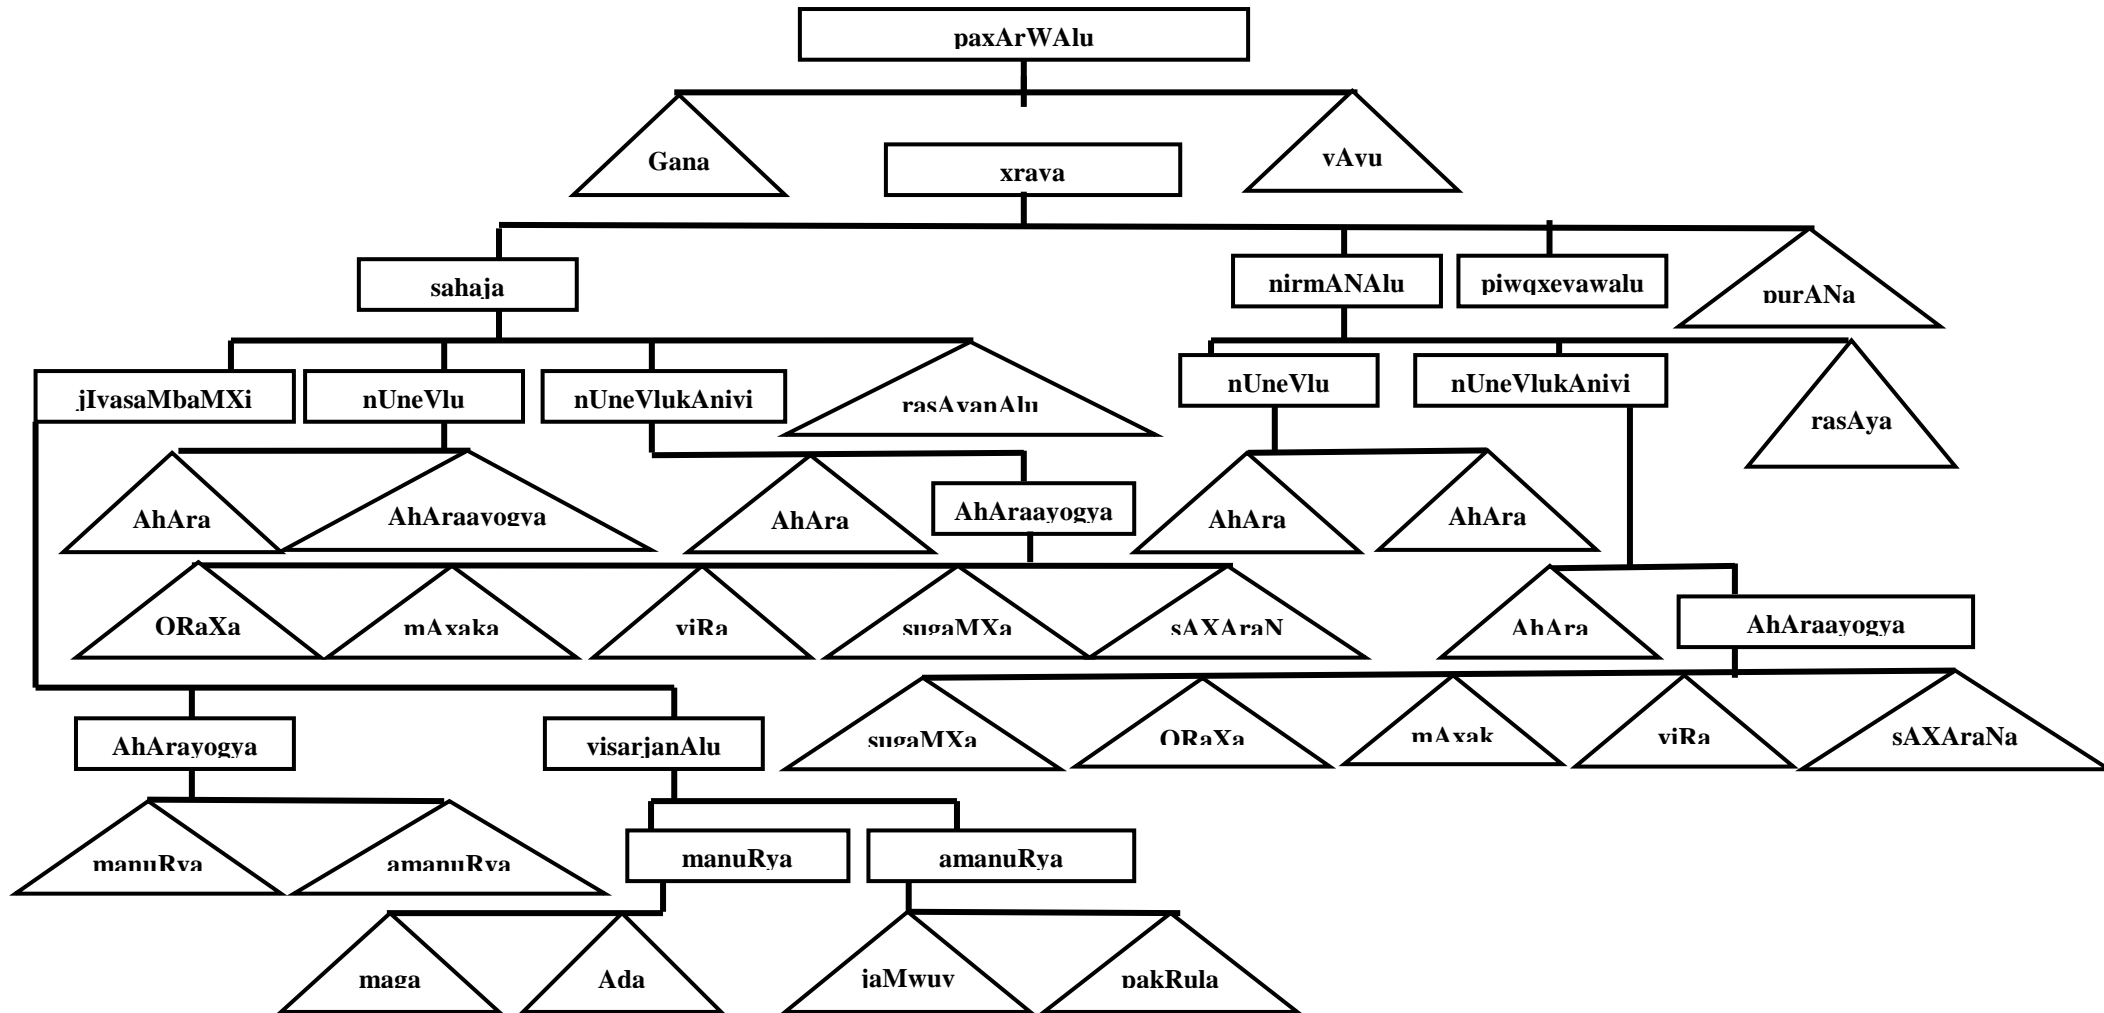 paxArWAlu
Gana
xrava
vAyu
sahaja
nirmANAlu
piwqxevawalu
purANa
jIvasaMbaMXi
nUneVlu
nUneVlukAnivi
rasAyanAlu
nUneVlu
nUneVlukAnivi
rasAya
AhAra
AhAraayogya
AhAra
AhAraayogya
AhAra
AhAra
ORaXa
mAxaka
viRa
sugaMXa
sAXAraN
AhAra
AhAraayogya
AhArayogya
visarjanAlu
sugaMXa
ORaXa
mAxak
viRa
sAXAraNa
manuRya
amanuRya
manuRya
amanuRya
maga
Ada
jaMwuv
pakRula